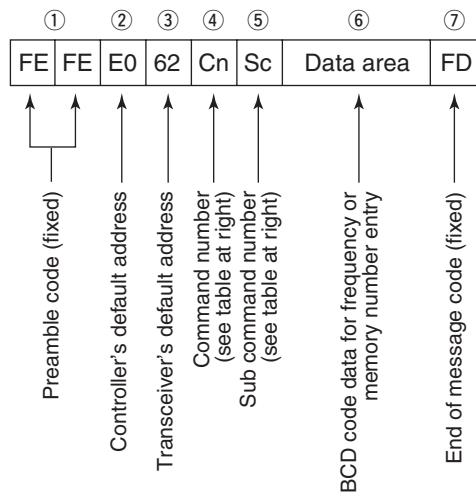 ① ② ③ ④ ⑤ ⑥ ⑦
FE FE E0 62 Cn Sc Data area FD
Preamble code (fixed)
Controller's default address
Transceiver's default address
Command number
(see table at right)
Sub command number
(see table at right)
BCD code data for frequency or
memory number entry
End of message code (fixed)